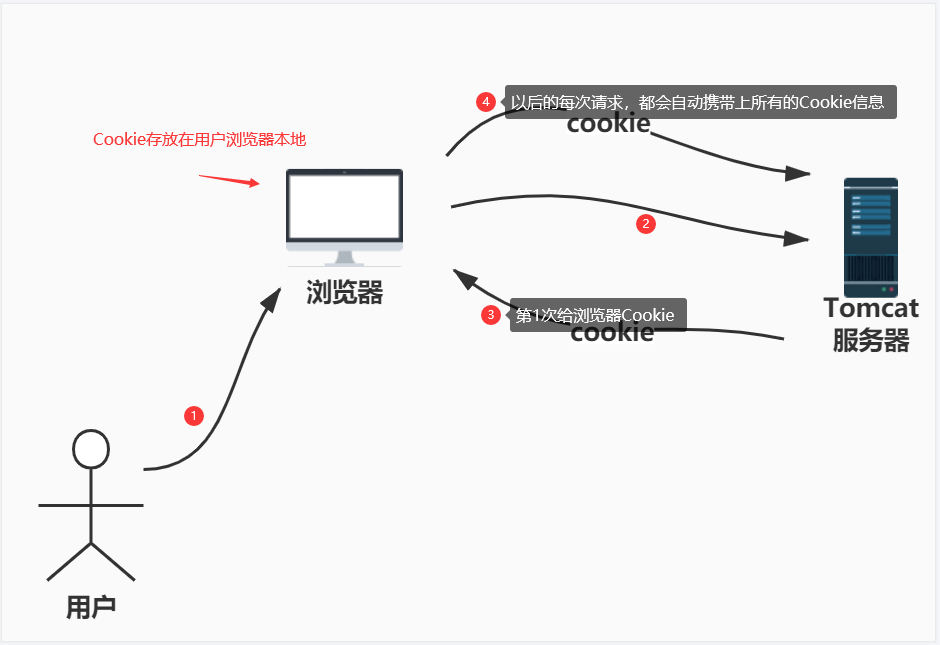 4
以后的每次请求，都会自动携带上所有的Cookie信息
cookie
Cookie存放在用户浏览器本地
2
浏览器
3
第1次给浏览器Cookie
cookie
Tomcat
服务器
1
用户